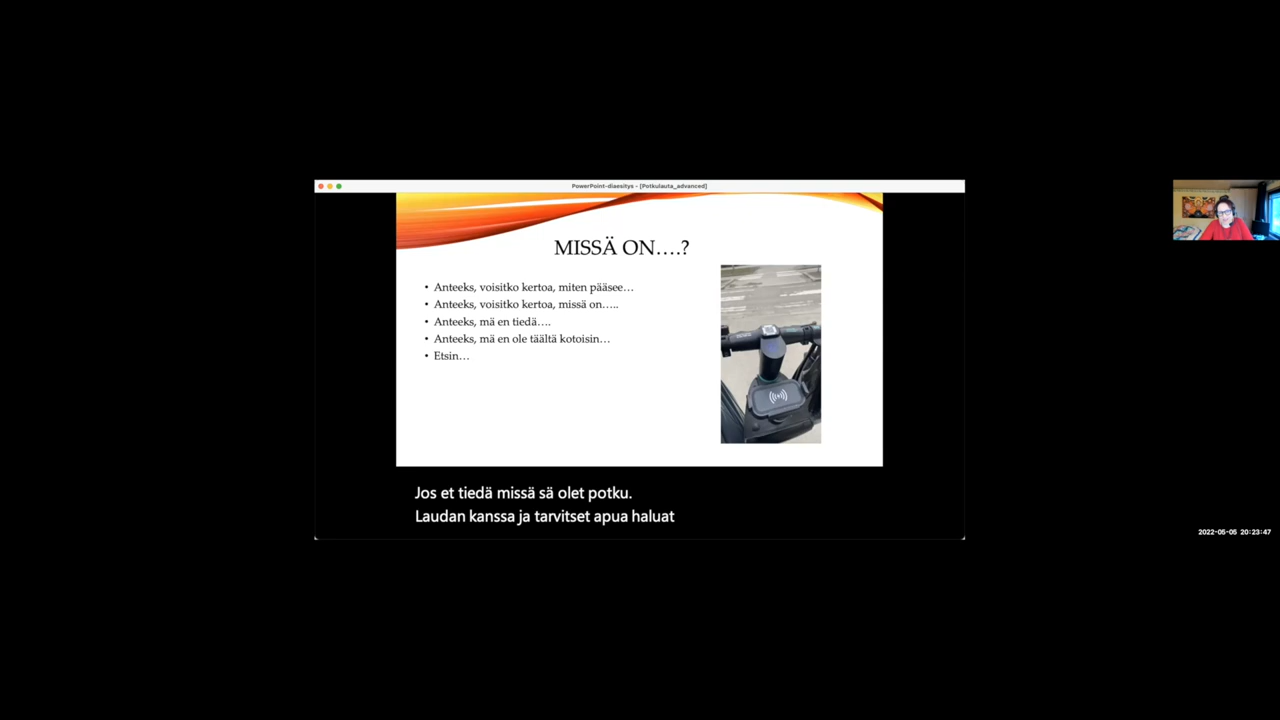 PowerPoint-diaesitys - [Potkulauta_advanced]
MISSÄ ON….?
• Anteeks, voisitko kertoa, miten pääsee…
• Anteeks, voisitko kertoa, missä on…..
• Anteeks, mä en tiedä….
• Anteeks, mä en ole täältä kotoisin…
• Etsin…
Jos et tiedä missä sä olet potku.
Laudan kanssa ja tarvitset apua haluat
2022-05-05 20:23:47